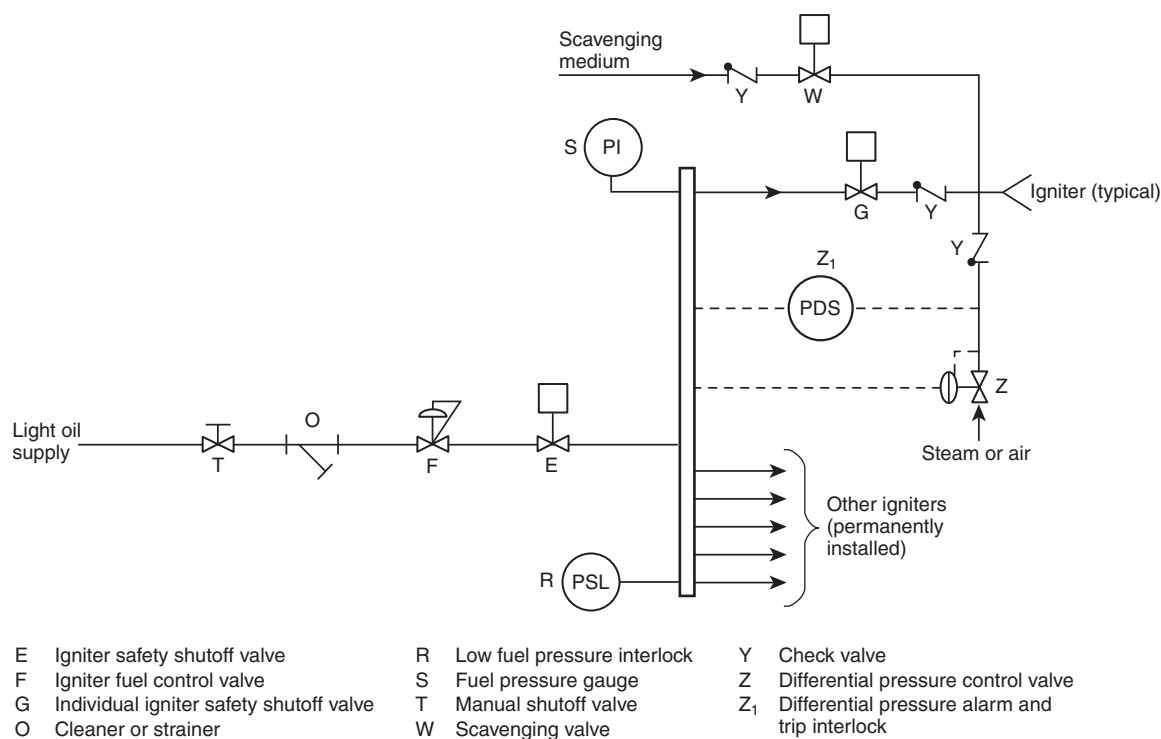 Scavenging
medium
Y
W
S
PI
G
Y
Igniter (typical)
Y
Z₁
PDS
Z
Light oil
supply
T
O
F
E
Steam or air
Other igniters
(permanently
installed)
R
PSL
E Igniter safety shutoff valve
F Igniter fuel control valve
G Individual igniter safety shutoff valve
O Cleaner or strainer
R Low fuel pressure interlock
S Fuel pressure gauge
T Manual shutoff valve
W Scavenging valve
Y Check valve
Z Differential pressure control valve
Z₁ Differential pressure alarm and
trip interlock